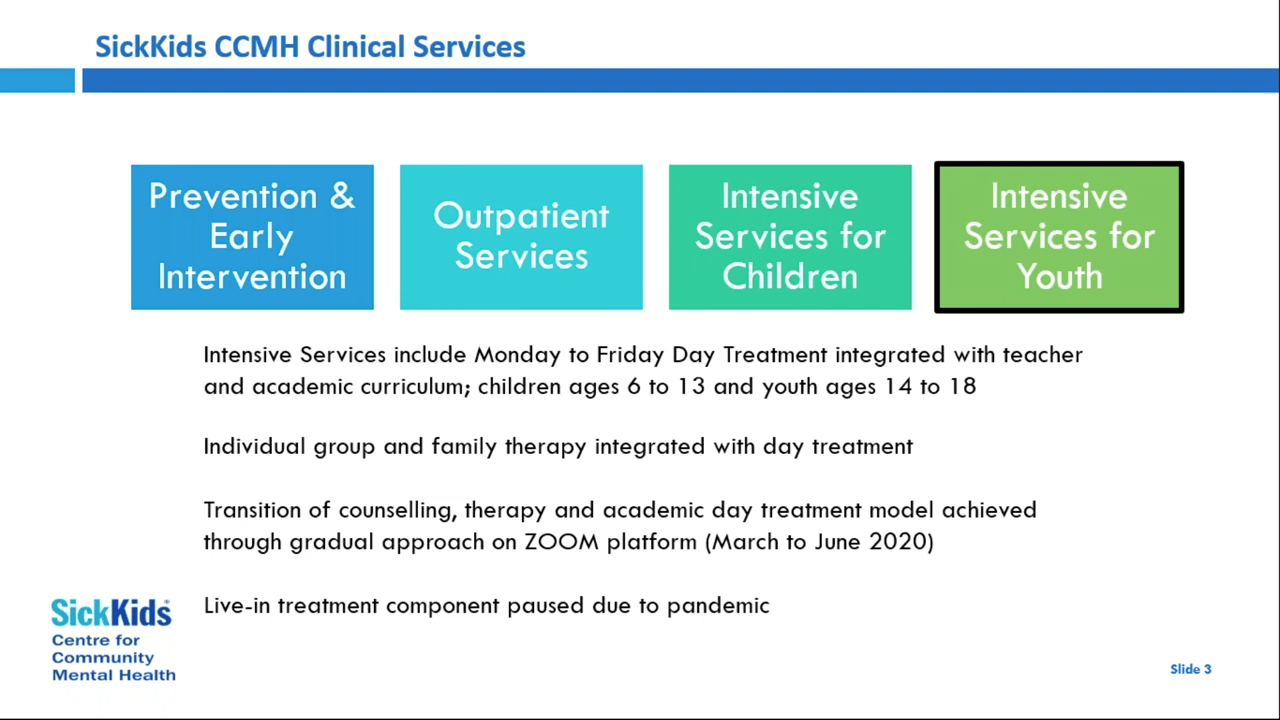 SickKids CCMH Clinical Services
Prevention &
Early
Intervention
Outpatient
Services
Intensive
Services for
Children
Intensive
Services for
Youth
Intensive Services include Monday to Friday Day Treatment integrated with teacher
and academic curriculum; children ages 6 to 13 and youth ages 14 to 18
Individual group and family therapy integrated with day treatment
Transition of counselling, therapy and academic day treatment model achieved
through gradual approach on ZOOM platform (March to June 2020)
Live-in treatment component paused due to pandemic
SickKids®
Centre for
Community
Mental Health
Slide 3